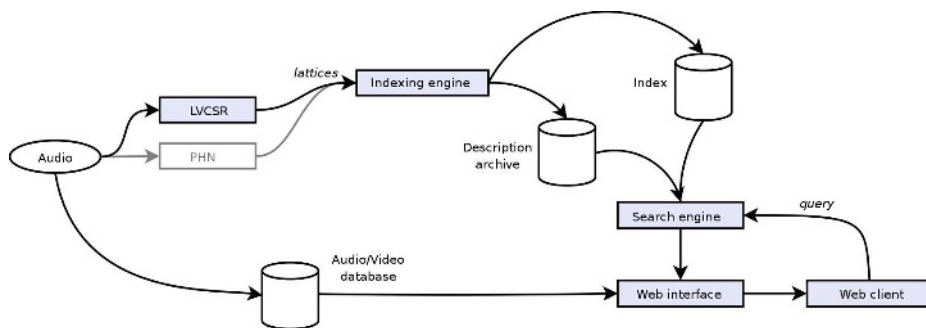 lattices
Indexing engine
Index
LVCSR
Audio
PHN
Description
archive
query
Search engine
Audio/Video
database
Web interface
Web client